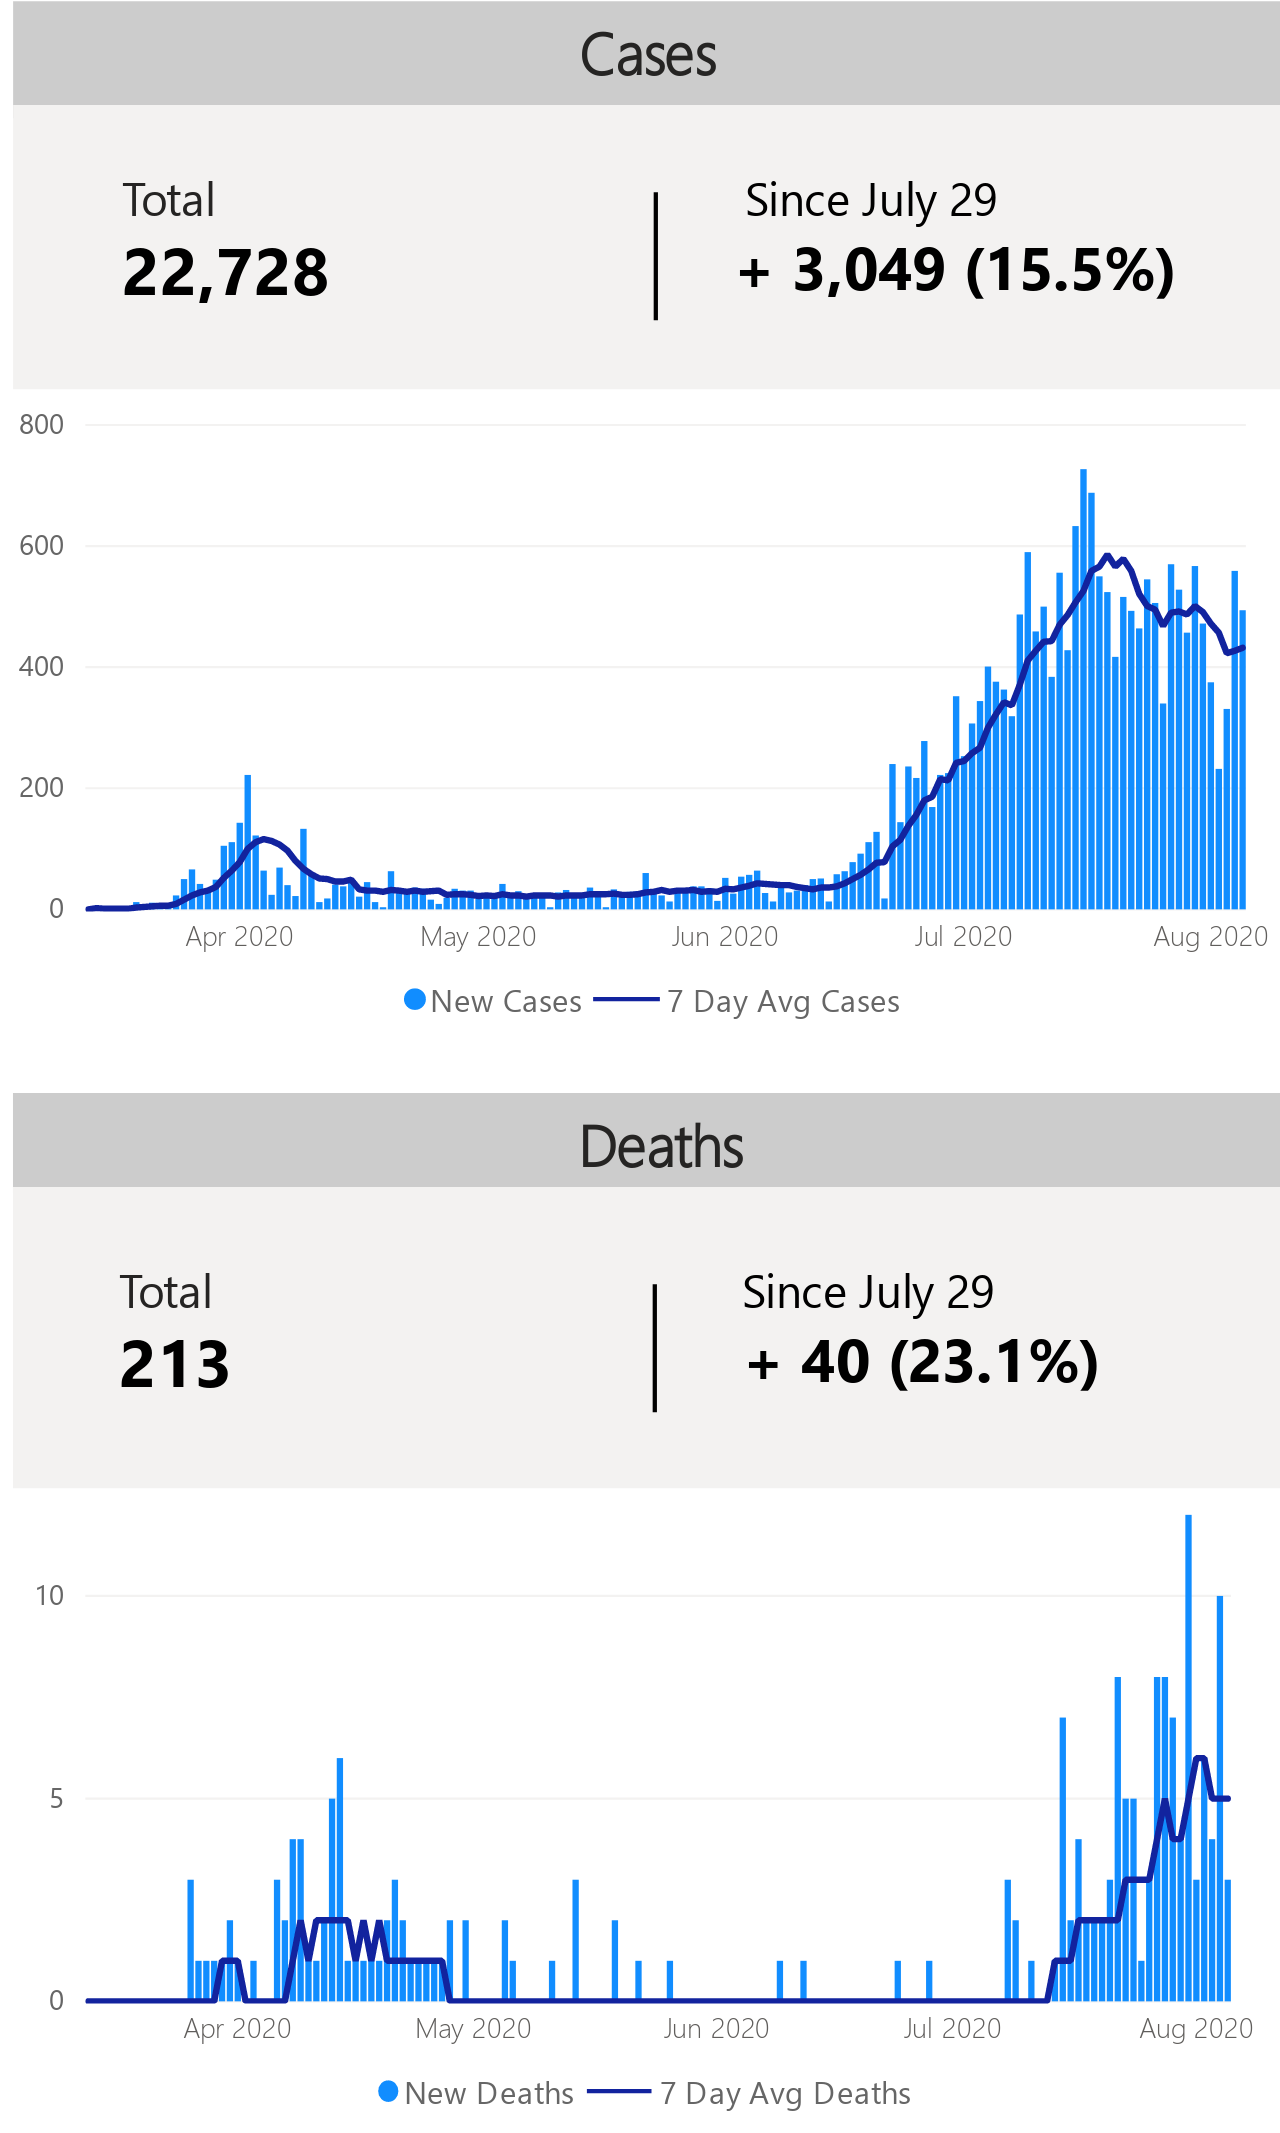 Cases
Total
Since July 29
22,728
+ 3,049 (15.5%)
800
600
400
200
0
Apr 2020
May 2020
Jun 2020
Jul 2020
Aug 2020
New Cases
7 Day Avg Cases
Deaths
Total
Since July 29
213
+ 40 (23.1%)
10
5
0
Apr 2020
May 2020
Jun 2020
Jul 2020
Aug 2020
New Deaths
7 Day Avg Deaths